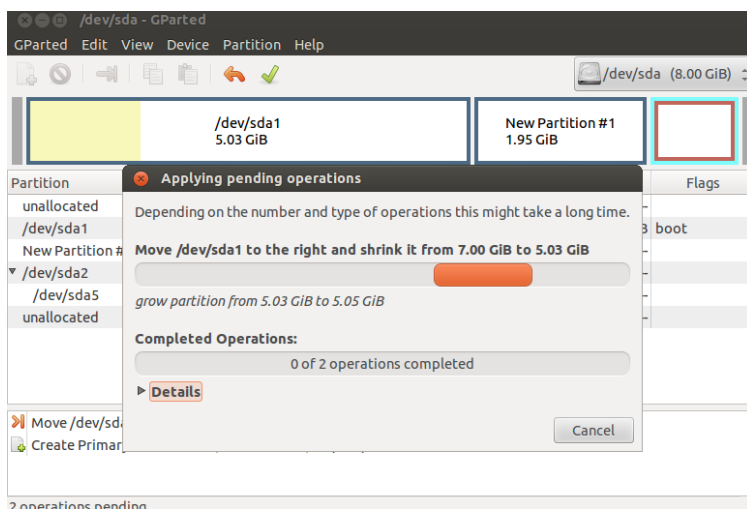 /dev/sda - GParted
GParted Edit View Device Partition Help
/dev/sda (8.00 GiB)
/dev/sda1
5.03 GiB
New Partition #1
1.95 GiB
Partition
Flags
unallocated
/dev/sda1
boot
New Partition #
/dev/sda2
/dev/sda5
unallocated
Applying pending operations
Depending on the number and type of operations this might take a long time.
Move /dev/sda1 to the right and shrink it from 7.00 GiB to 5.03 GiB
grow partition from 5.03 GiB to 5.05 GiB
Completed Operations:
0 of 2 operations completed
Details
Cancel
Move /dev/sda
Create Primar
2 operations pending